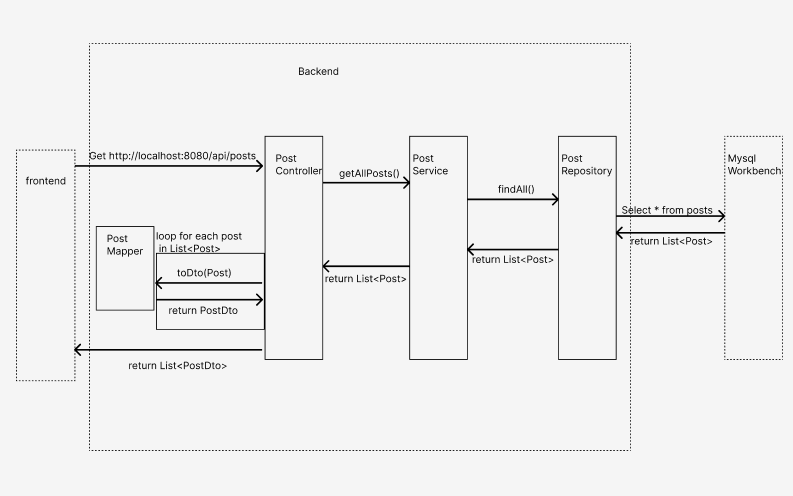 Backend
Get http://localhost:8080/api/posts
frontend
Post
Controller
getAllPosts()
Post
Service
findAll()
Post
Repository
Select * from posts
Mysql
Workbench
return List<Post>
return List<Post>
return List<Post>
Post
Mapper
loop for each post
in List<Post>
toDto(Post)
return PostDto
return List<PostDto>